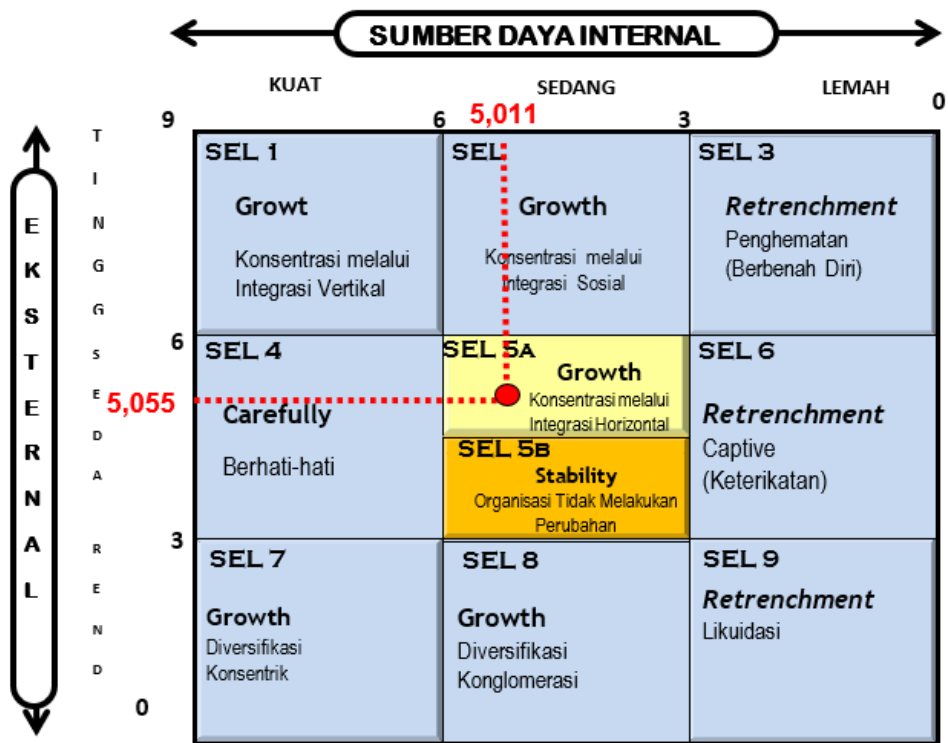 SUMBER DAYA INTERNAL
KUAT
SEDANG
LEMAH
9
6
5,011
3
0
EKSTERNAL
TINGGSEDA REND
6
5,055
3
0
SEL 1
Growt
Konsentrasi melalui
Integrasi Vertikal
SEL
Growth
Konsentrasi melalui
Integrasi Sosial
SEL 3
Retrenchment
Penghematan
(Berbenah Diri)
SEL 4
Carefully
Berhati-hati
SEL 5A
Growth
Konsentrasi melalui
Integrasi Horizontal
SEL 5B
Stability
Organisasi Tidak Melakukan
Perubahan
SEL 6
Retrenchment
Captive
(Keterikatan)
SEL 7
Growth
Diversifikasi
Konsentrik
SEL 8
Growth
Diversifikasi
Konglomerasi
SEL 9
Retrenchment
Likuidasi